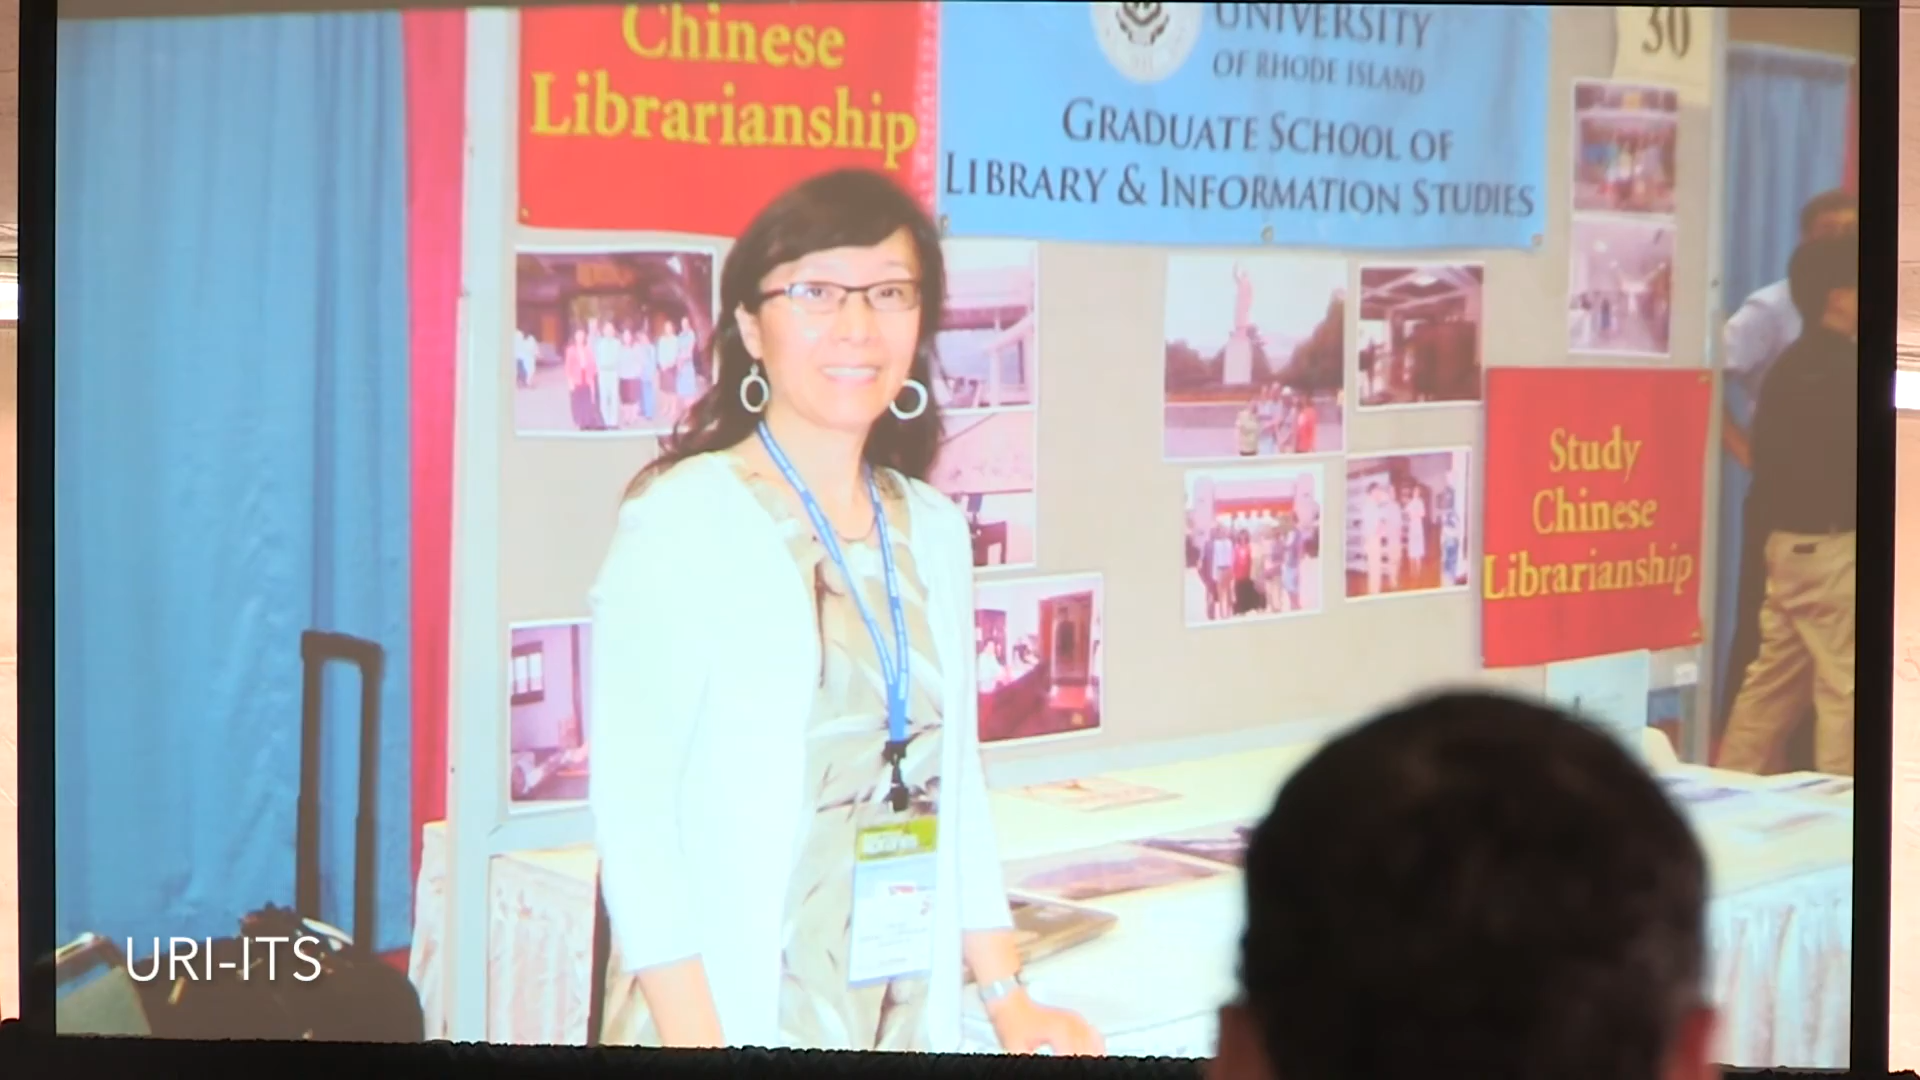 Chinese
Librarianship
UNIVERSITY
OF RHODE ISLAND
GRADUATE SCHOOL OF
LIBRARY & INFORMATION STUDIES
30
Study
Chinese
Librarianship
URI-ITS